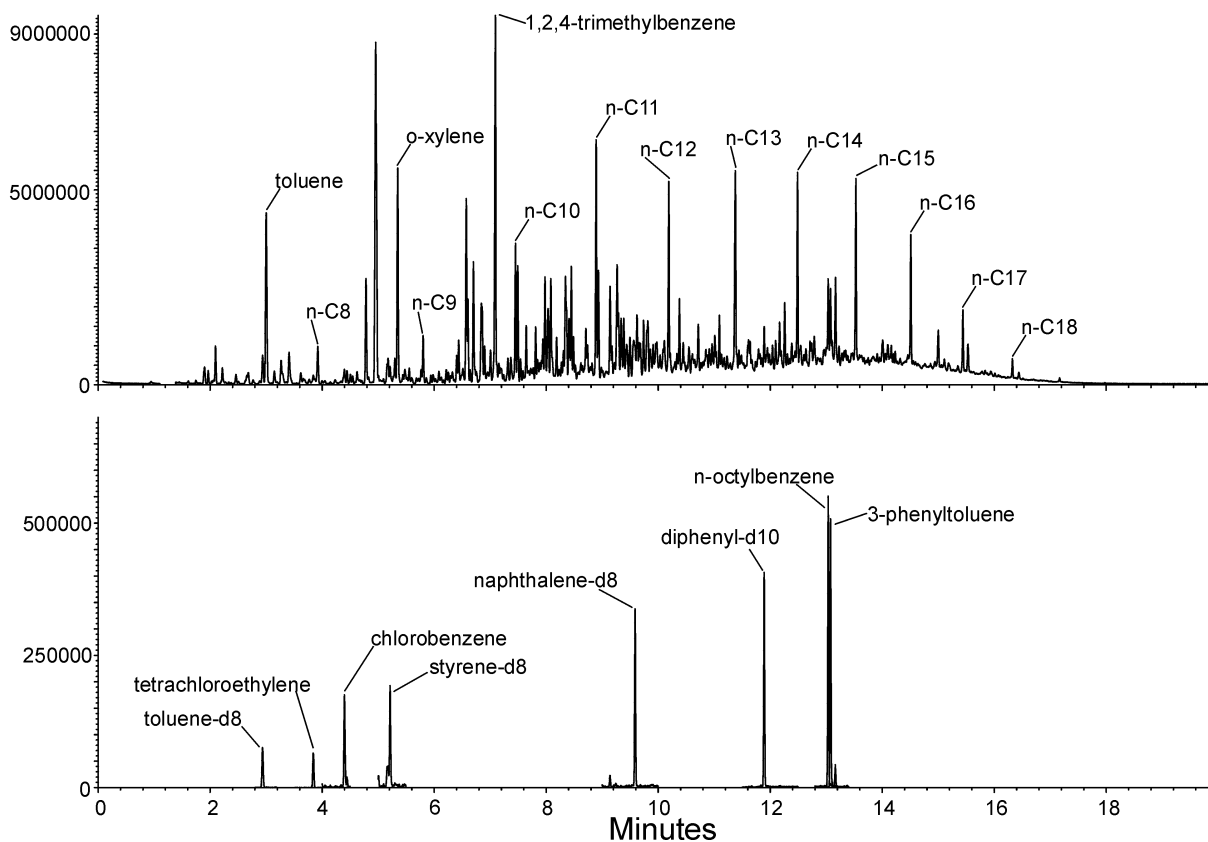 9000000
1,2,4-trimethylbenzene
n-C11
o-xylene
n-C12
n-C13
n-C14
n-C15
5000000
toluene
n-C10
n-C16
n-C8
n-C9
n-C17
n-C18
0
n-octylbenzene
500000
3-phenyltoluene
diphenyl-d10
naphthalene-d8
chlorobenzene
250000
styrene-d8
tetrachloroethylene
toluene-d8
0
0 2 4 6 8 10 12 14 16 18
Minutes